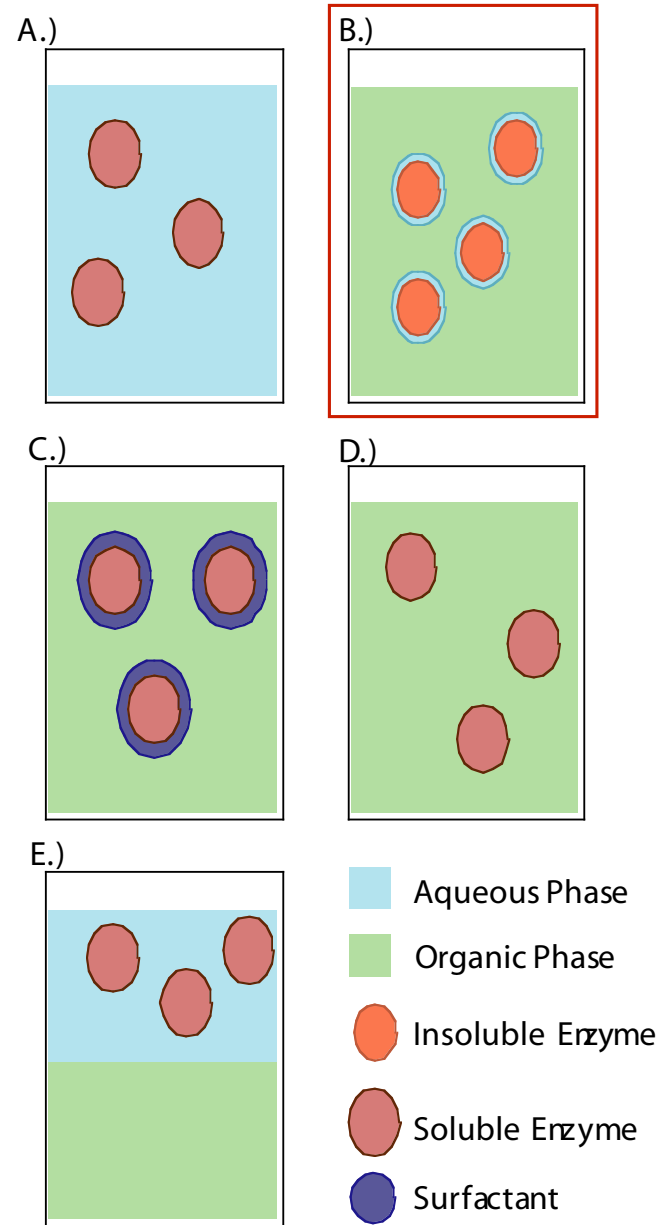 A.)
B.)
C.)
D.)
E.)
Aqueous Phase
Organic Phase
Insoluble Enzyme
Soluble Enzyme
Surfactant